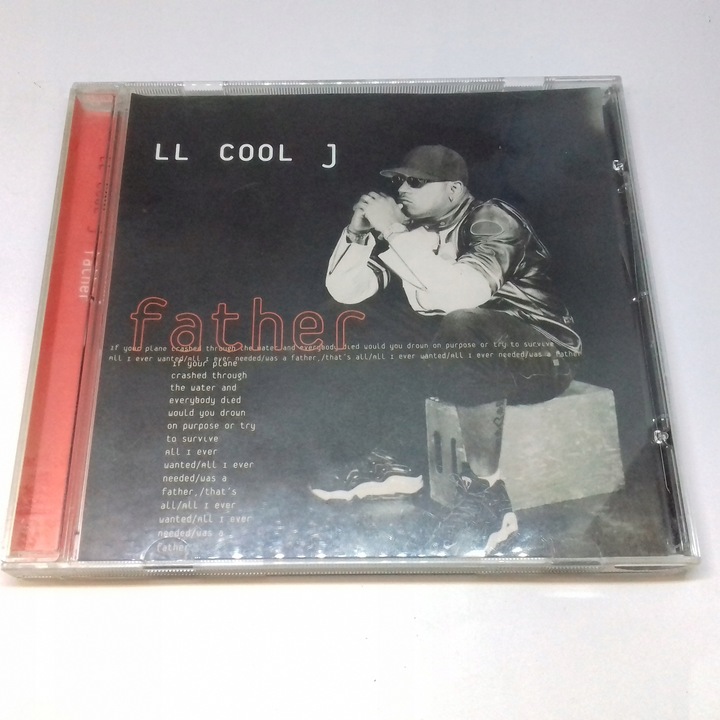 LL COOL J
father
if your plane crashed through the water and everybody died would you drown on purpose or try to survive
All I ever wanted/All I ever needed/was a father,/that's all/All I ever wanted/All I ever needed/was a father
if your plane
crashed through
the water and
everybody died
would you drown
on purpose or try
to survive
All I ever
wanted/All I ever
needed/was a
father,/that's
all/All I ever
wanted/All I ever
needed/was a
father
father